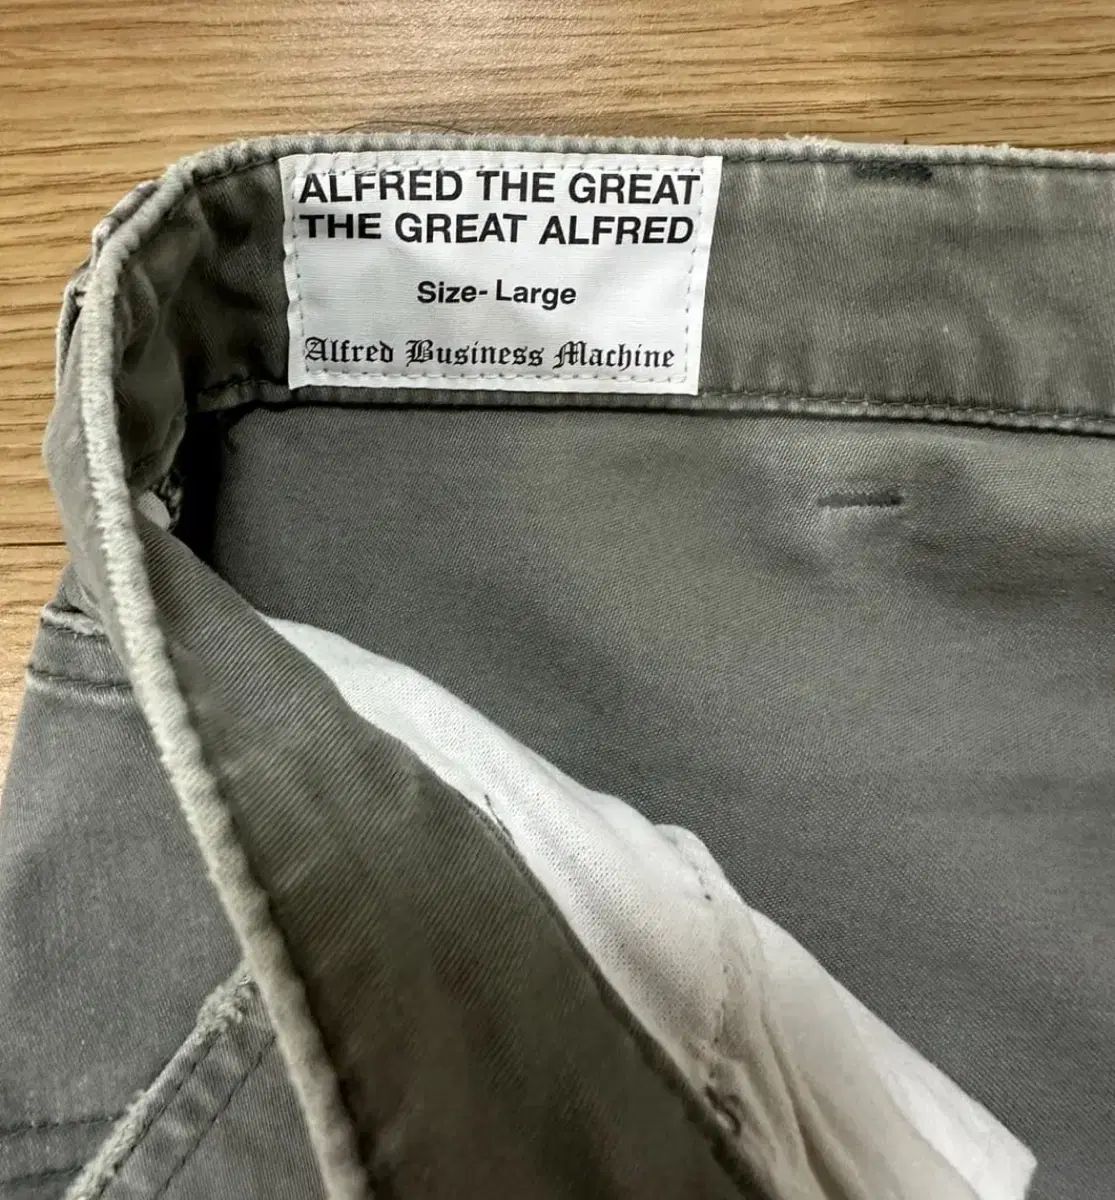 ALFRED THE GREAT
THE GREAT ALFRED
Size- Large
Alfred Business Machine